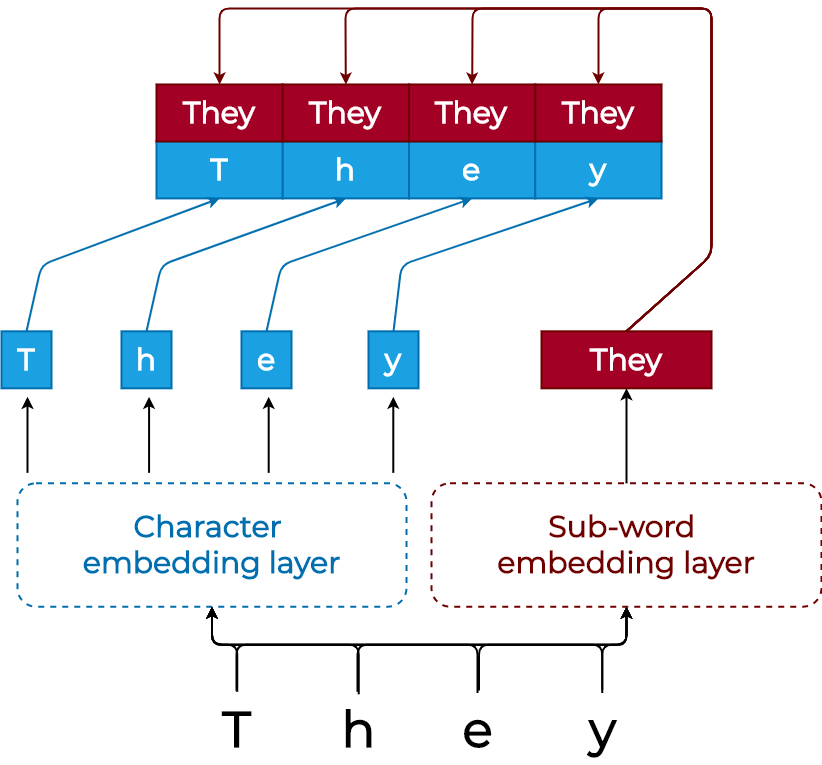 They They They They
T h e y
T h e y They
Character
embedding layer
Sub-word
embedding layer
T h e y